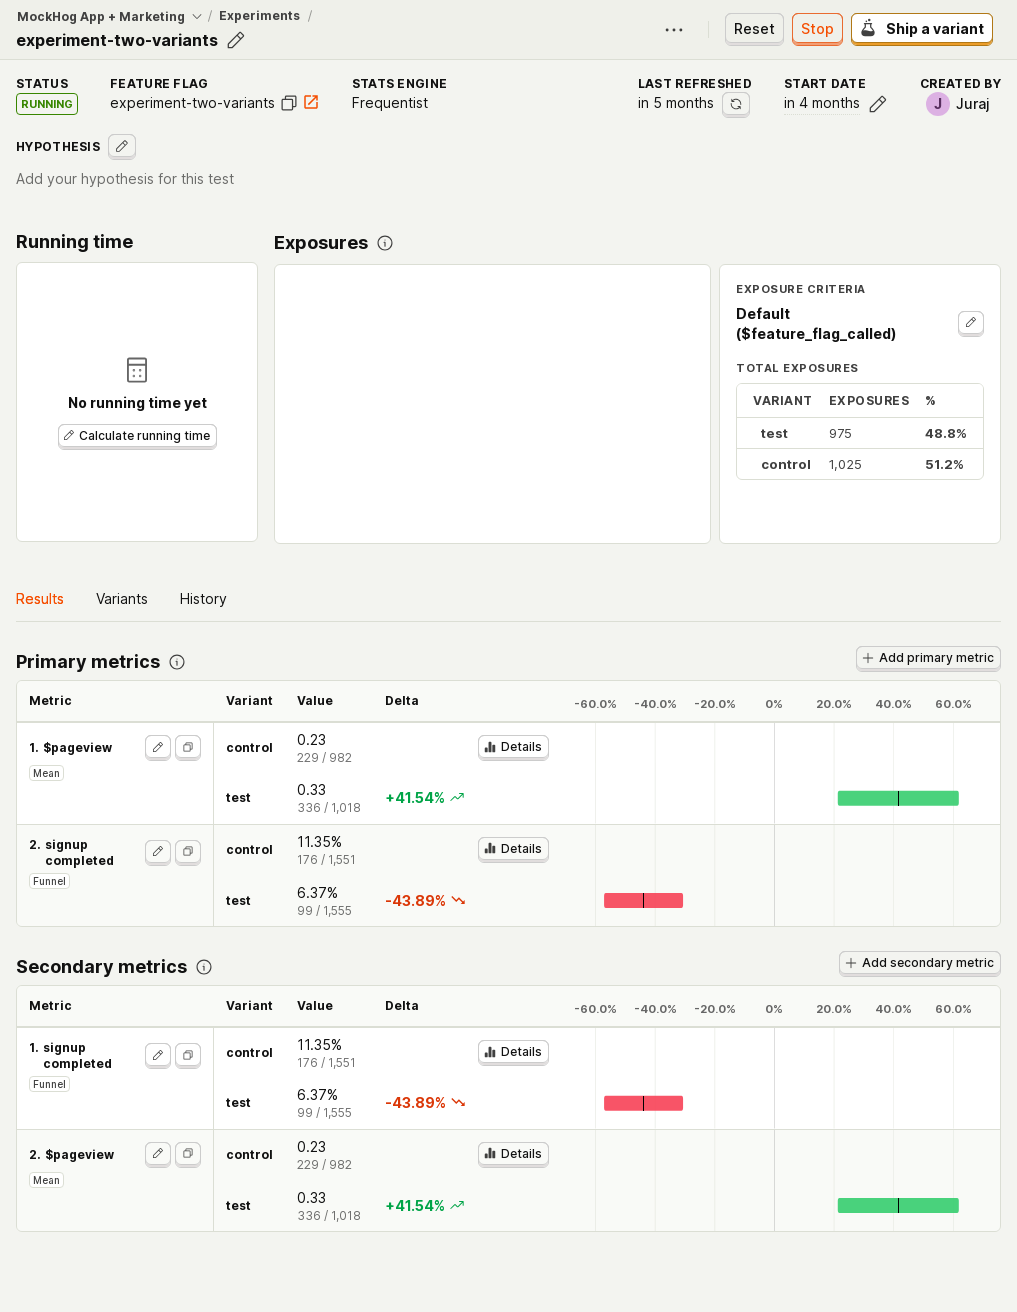 MockHog App + Marketing / Experiments /
experiment-two-variants
Reset
Stop
Ship a variant
STATUS
RUNNING
FEATURE FLAG
experiment-two-variants
STATS ENGINE
Frequentist
LAST REFRESHED
in 5 months
START DATE
in 4 months
CREATED BY
J Juraj
HYPOTHESIS
Add your hypothesis for this test
Running time
No running time yet
Calculate running time
Exposures
EXPOSURE CRITERIA
Default
($feature_flag_called)
TOTAL EXPOSURES
VARIANT EXPOSURES %
test 975 48.8%
control 1,025 51.2%
Results Variants History
Primary metrics
Add primary metric
Metric Variant Value Delta -60.0% -40.0% -20.0% 0% 20.0% 40.0% 60.0%
1. $pageview
Mean
control 0.23
229 / 982
Details
test 0.33
336 / 1,018
+41.54%
2. signup
completed
Funnel
control 11.35%
176 / 1,551
Details
test 6.37%
99 / 1,555
-43.89%
Secondary metrics
Add secondary metric
Metric Variant Value Delta -60.0% -40.0% -20.0% 0% 20.0% 40.0% 60.0%
1. signup
completed
Funnel
control 11.35%
176 / 1,551
Details
test 6.37%
99 / 1,555
-43.89%
2. $pageview
Mean
control 0.23
229 / 982
Details
test 0.33
336 / 1,018
+41.54%